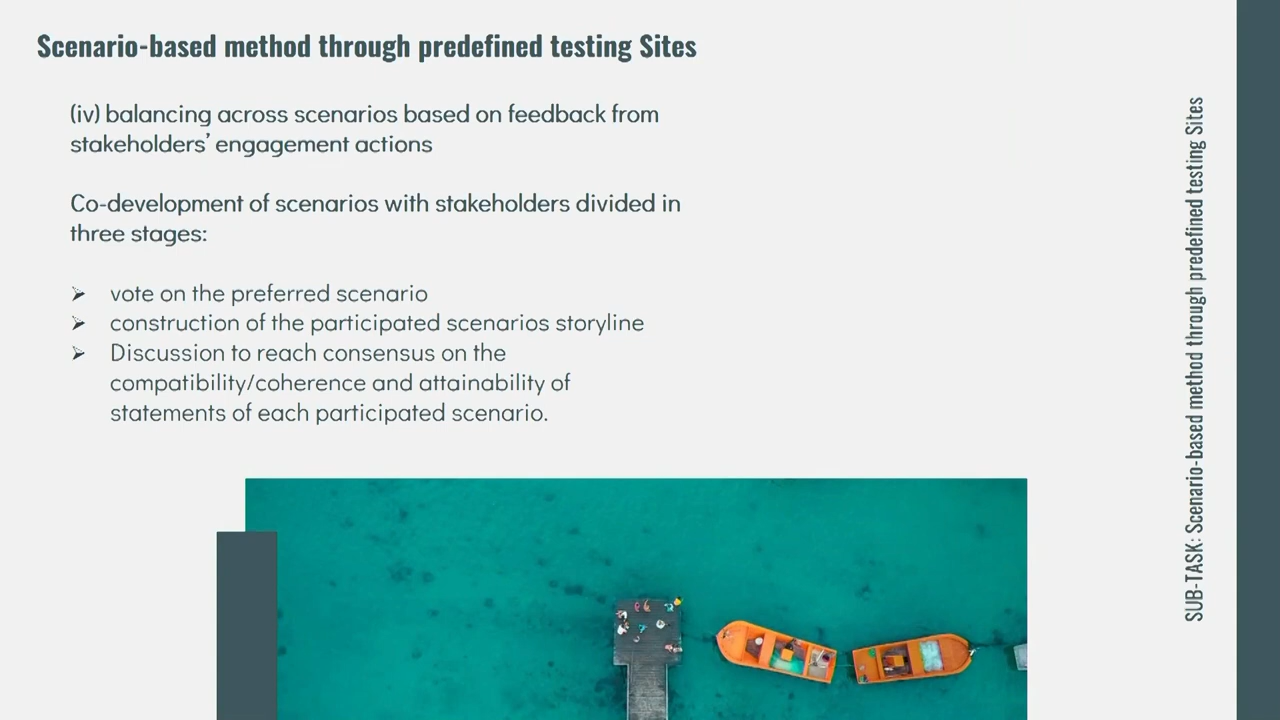 Scenario-based method through predefined testing Sites
(iv) balancing across scenarios based on feedback from
stakeholders’ engagement actions
Co-development of scenarios with stakeholders divided in
three stages:
➢ vote on the preferred scenario
➢ construction of the participated scenarios storyline
➢ Discussion to reach consensus on the
compatibility/coherence and attainability of
statements of each participated scenario.
SUB-TASK: Scenario-based method through predefined testing Sites